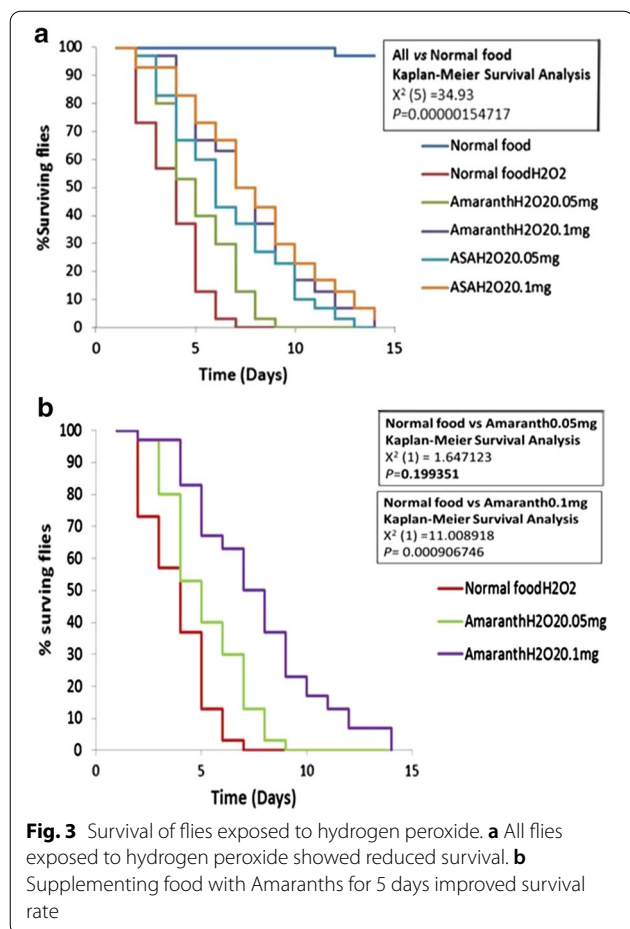 a
100
90
80
70
60
50
40
30
20
10
0
%Surviving flies
0 5 10 15
Time (Days)
All vs Normal food
Kaplan-Meier Survival Analysis
X² (5) =34.93
P=0.00000154717
Normal food
Normal foodH2O2
AmaranthH2O20.05mg
AmaranthH2O20.1mg
ASAH2O20.05mg
ASAH2O20.1mg
b
100
90
80
70
60
50
40
30
20
10
0
% surving flies
0 5 10 15
Time (Days)
Normal food vs Amaranth0.05mg
Kaplan-Meier Survival Analysis
X² (1) = 1.647123
P=0.199351
Normal food vs Amaranth0.1mg
Kaplan-Meier Survival Analysis
X² (1) =11.008918
P= 0.000906746
Normal foodH2O2
AmaranthH2O20.05mg
AmaranthH2O20.1mg
Fig. 3 Survival of flies exposed to hydrogen peroxide. a All flies
exposed to hydrogen peroxide showed reduced survival. b
Supplementing food with Amaranths for 5 days improved survival
rate